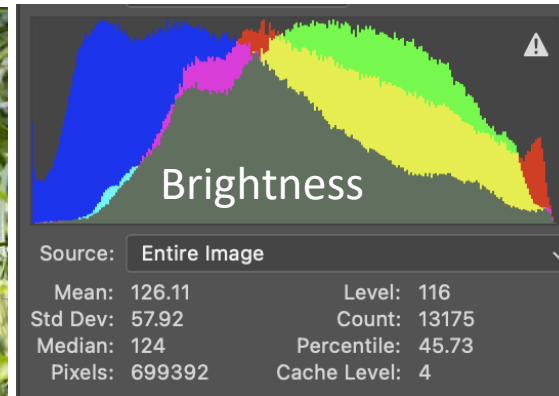 Brightness
Source: Entire Image
Mean: 126.11 Level: 116
Std Dev: 57.92 Count: 13175
Median: 124 Percentile: 45.73
Pixels: 699392 Cache Level: 4